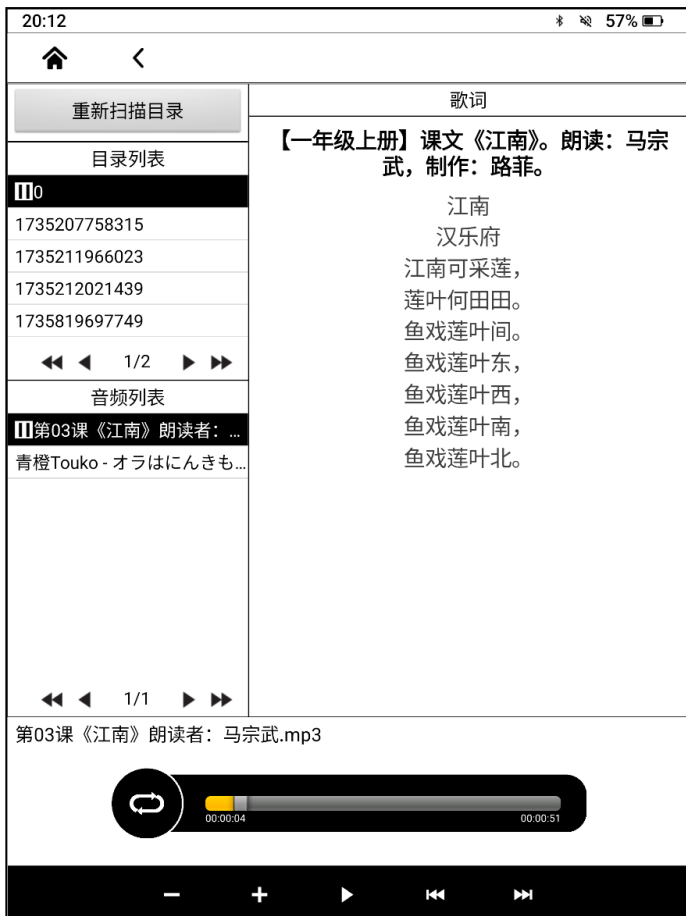 20:12
57%
重新扫描目录
目录列表
0
1735207758315
1735211966023
1735212021439
1735819697749
1/2
音频列表
第03课《江南》朗读者：...
青橙Touko - オラはにんきも...
1/1
歌词
【一年级上册】课文《江南》。朗读：马宗
武，制作：路菲。
江南
汉乐府
江南可采莲，
莲叶何田田。
鱼戏莲叶间。
鱼戏莲叶东，
鱼戏莲叶西，
鱼戏莲叶南，
鱼戏莲叶北。
第03课《江南》朗读者：马宗武.mp3
00:00:04
00:00:51